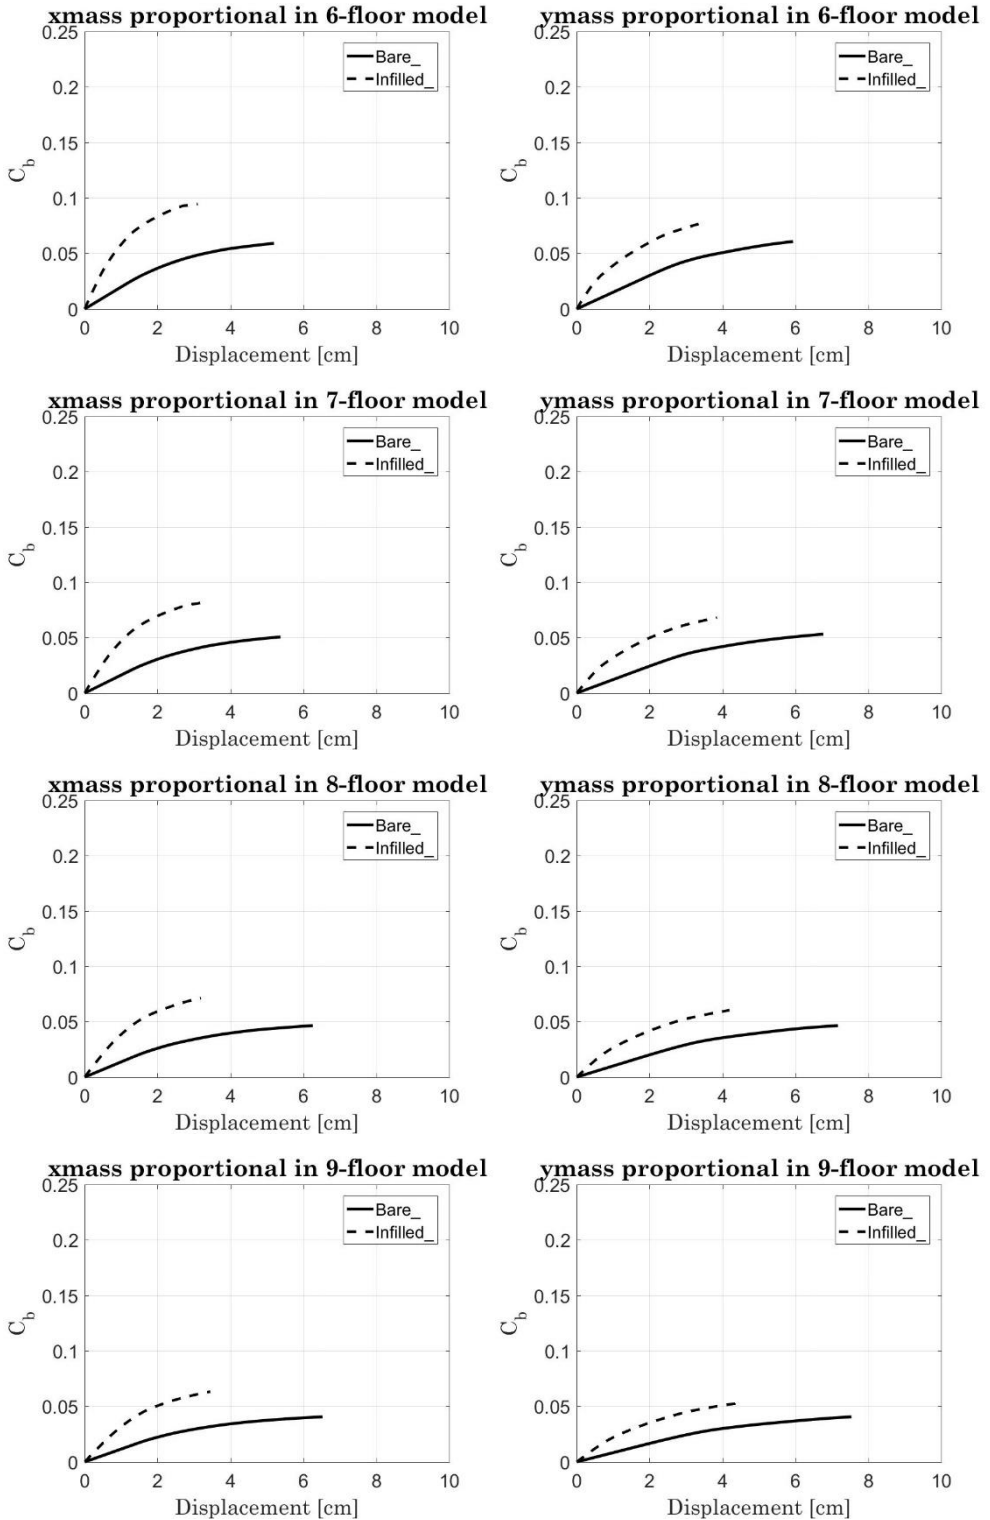 xmass proportional in 6-floor model
0.25
0.2
0.15
0.1
0.05
0
C_b
Bare_
Infilled_
0 2 4 6 8 10
Displacement [cm]
ymass proportional in 6-floor model
0.25
0.2
0.15
0.1
0.05
0
C_b
Bare_
Infilled_
0 2 4 6 8 10
Displacement [cm]
xmass proportional in 7-floor model
0.25
0.2
0.15
0.1
0.05
0
C_b
Bare_
Infilled_
0 2 4 6 8 10
Displacement [cm]
ymass proportional in 7-floor model
0.25
0.2
0.15
0.1
0.05
0
C_b
Bare_
Infilled_
0 2 4 6 8 10
Displacement [cm]
xmass proportional in 8-floor model
0.25
0.2
0.15
0.1
0.05
0
C_b
Bare_
Infilled_
0 2 4 6 8 10
Displacement [cm]
ymass proportional in 8-floor model
0.25
0.2
0.15
0.1
0.05
0
C_b
Bare_
Infilled_
0 2 4 6 8 10
Displacement [cm]
xmass proportional in 9-floor model
0.25
0.2
0.15
0.1
0.05
0
C_b
Bare_
Infilled_
0 2 4 6 8 10
Displacement [cm]
ymass proportional in 9-floor model
0.25
0.2
0.15
0.1
0.05
0
C_b
Bare_
Infilled_
0 2 4 6 8 10
Displacement [cm]